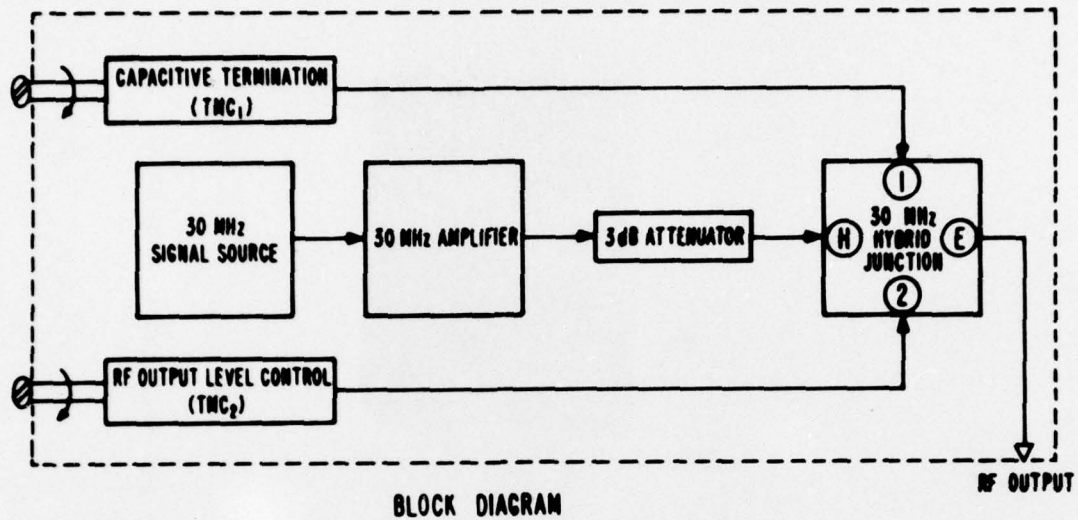 CAPACITIVE TERMINATION
(TMC₁)
30 MHz
SIGNAL SOURCE
30 MHz AMPLIFIER
3dB ATTENUATOR
1
30 MHz
HYBRID
JUNCTION
H
E
2
RF OUTPUT LEVEL CONTROL
(TMC₂)
RF OUTPUT
BLOCK DIAGRAM